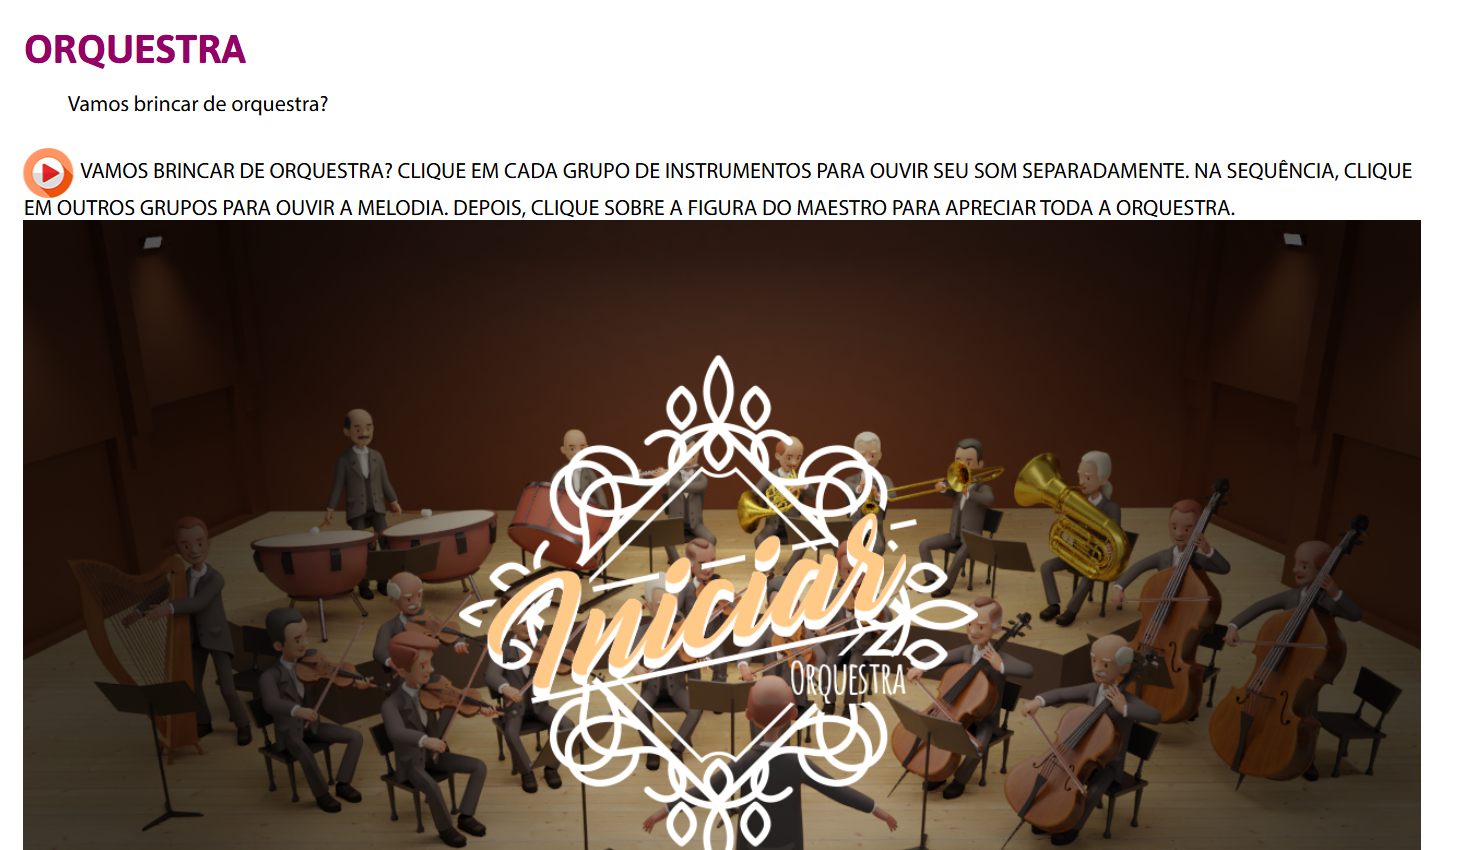 ORQUESTRA
Vamos brincar de orquestra?
VAMOS BRINCAR DE ORQUESTRA? CLIQUE EM CADA GRUPO DE INSTRUMENTOS PARA OUVIR SEU SOM SEPARADAMENTE. NA SEQUÊNCIA, CLIQUE
EM OUTROS GRUPOS PARA OUVIR A MELODIA. DEPOIS, CLIQUE SOBRE A FIGURA DO MAESTRO PARA APRECIAR TODA A ORQUESTRA.
Iniciar
ORQUESTRA